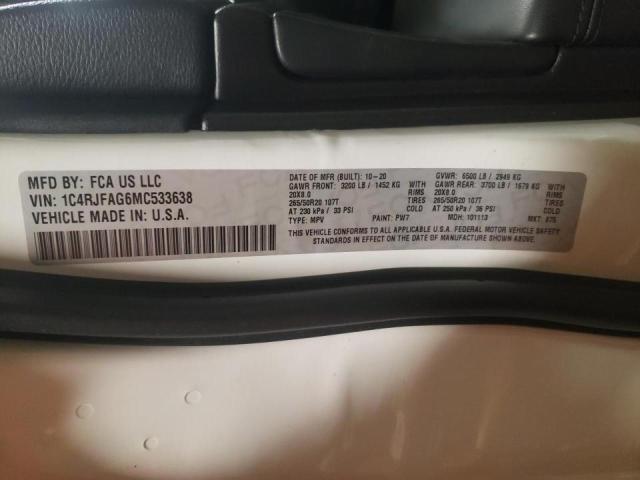 MFD BY: FCA US LLC
VIN: 1C4RJFAG6MC533638
VEHICLE MADE IN: U.S.A.
DATE OF MFR (BUILT): 10-20 GVWR: 6500 LB / 2949 KG
GAWR FRONT: 3200 LB / 1452 KG WITH GAWR REAR: 3700 LB / 1679 KG WITH
20X8.0 RIMS 20X8.0 RIMS
265/50R20 107T TIRES 265/50R20 107T TIRES
AT 230 kPa / 33 PSI COLD AT 250 kPa / 36 PSI COLD
TYPE: MPV PAINT: PW7 MDH: 101113 MKT: 875
THIS VEHICLE CONFORMS TO ALL APPLICABLE U.S.A. FEDERAL MOTOR VEHICLE SAFETY
STANDARDS IN EFFECT ON THE DATE OF MANUFACTURE SHOWN ABOVE.